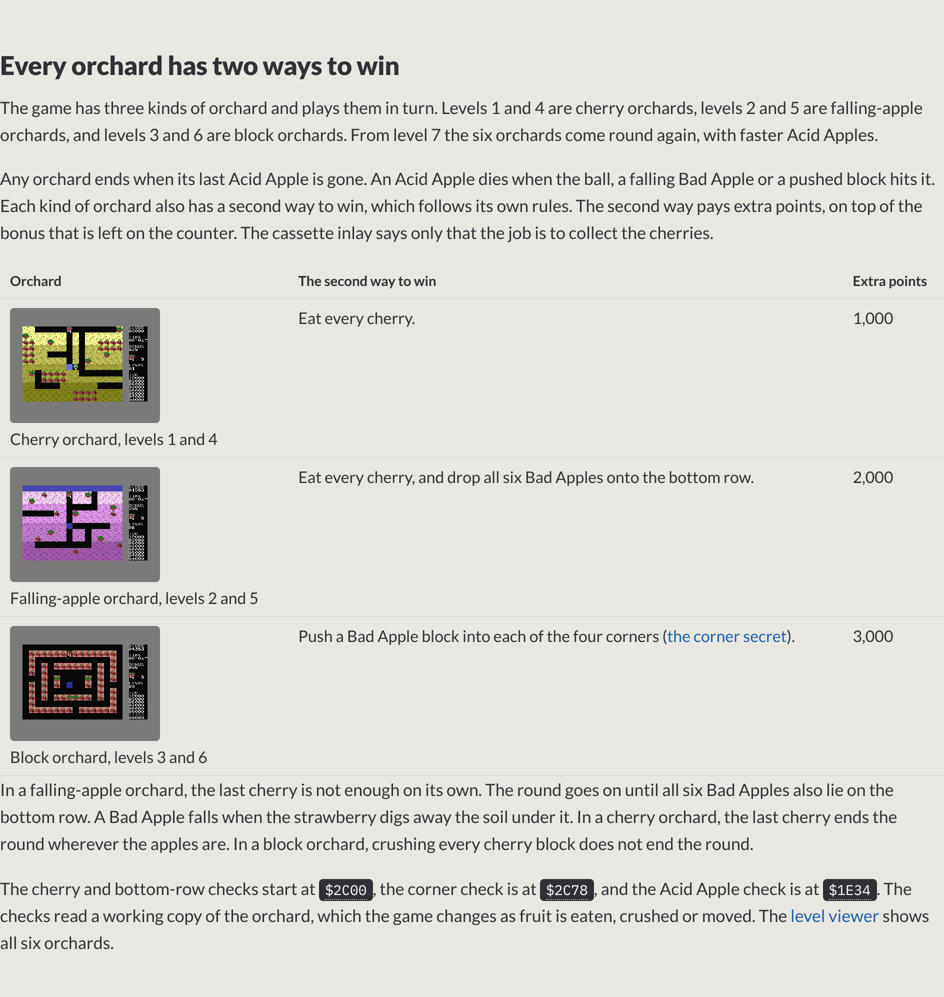 Every orchard has two ways to win
The game has three kinds of orchard and plays them in turn. Levels 1 and 4 are cherry orchards, levels 2 and 5 are falling-apple
orchards, and levels 3 and 6 are block orchards. From level 7 the six orchards come round again, with faster Acid Apples.
Any orchard ends when its last Acid Apple is gone. An Acid Apple dies when the ball, a falling Bad Apple or a pushed block hits it.
Each kind of orchard also has a second way to win, which follows its own rules. The second way pays extra points, on top of the
bonus that is left on the counter. The cassette inlay says only that the job is to collect the cherries.
Orchard The second way to win Extra points
Eat every cherry. 1,000
Cherry orchard, levels 1 and 4
Eat every cherry, and drop all six Bad Apples onto the bottom row. 2,000
Falling-apple orchard, levels 2 and 5
Push a Bad Apple block into each of the four corners (the corner secret). 3,000
Block orchard, levels 3 and 6
In a falling-apple orchard, the last cherry is not enough on its own. The round goes on until all six Bad Apples also lie on the
bottom row. A Bad Apple falls when the strawberry digs away the soil under it. In a cherry orchard, the last cherry ends the
round wherever the apples are. In a block orchard, crushing every cherry block does not end the round.
The cherry and bottom-row checks start at $2C00, the corner check is at $2C78, and the Acid Apple check is at $1E34. The
checks read a working copy of the orchard, which the game changes as fruit is eaten, crushed or moved. The level viewer shows
all six orchards.